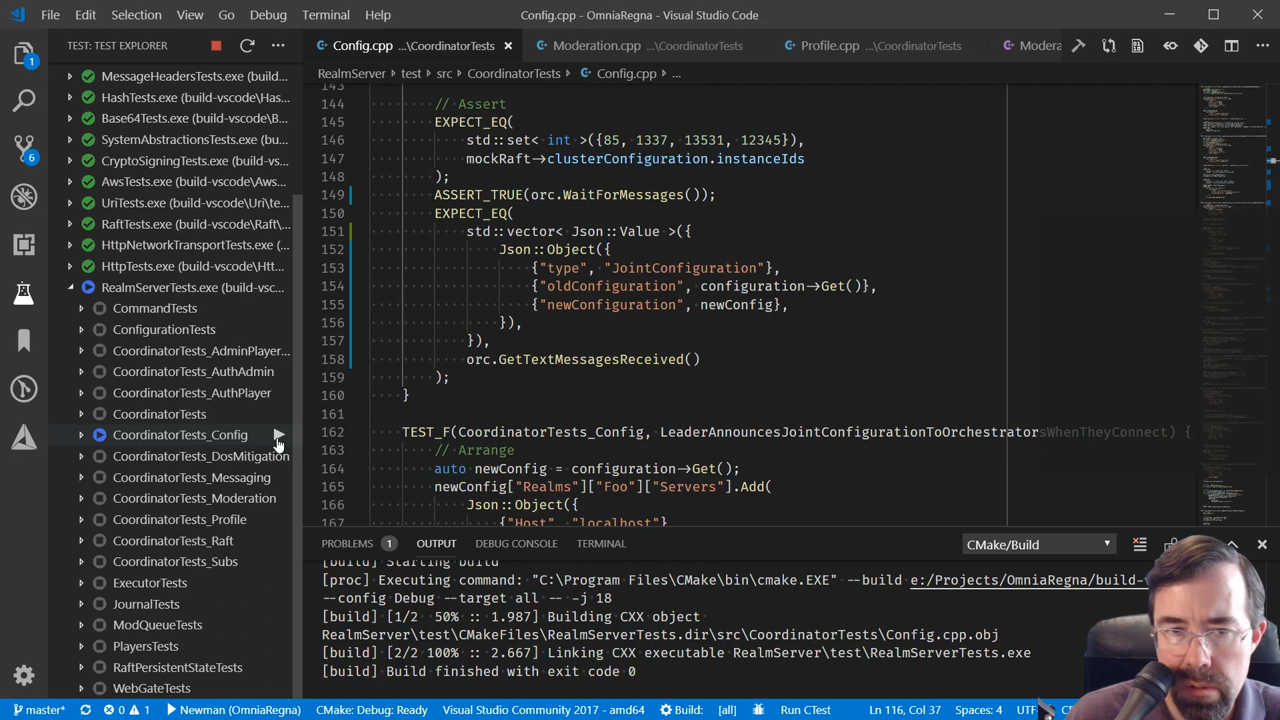 File Edit Selection View Go Debug Terminal Help Config.cpp - OmniaRegna - Visual Studio Code
TEST: TEST EXPLORER
Config.cpp ...\CoordinatorTests Moderation.cpp ...\CoordinatorTests Profile.cpp ...\CoordinatorTests Modera
RealmServer > test > src > CoordinatorTests > Config.cpp > ...
1
6
MessageHeadersTests.exe (build...
HashTests.exe (build-vscode\Has...
Base64Tests.exe (build-vscode\B...
SystemAbstractionsTests.exe (bu...
CryptoSigningTests.exe (build-vs...
AwsTests.exe (build-vscode\Aws...
UriTests.exe (build-vscode\Uri\te...
RaftTests.exe (build-vscode\Raft\...
HttpNetworkTransportTests.exe (...
HttpTests.exe (build-vscode\Htt...
RealmServerTests.exe (build-vsc...
CommandTests
ConfigurationTests
CoordinatorTests_AdminPlayer...
CoordinatorTests_AuthAdmin
CoordinatorTests_AuthPlayer
CoordinatorTests
CoordinatorTests_Config
CoordinatorTests_DosMitigation
CoordinatorTests_Messaging
CoordinatorTests_Moderation
CoordinatorTests_Profile
CoordinatorTests_Raft
CoordinatorTests_Subs
ExecutorTests
JournalTests
ModQueueTests
PlayersTests
RaftPersistentStateTests
WebGateTests
143
144 // Assert
145 EXPECT_EQ(
146 std::set< int >({85, 1337, 13531, 12345}),
147 mockRaft->clusterConfiguration.instanceIds
148 );
149 ASSERT_TRUE(orc.WaitForMessages());
150 EXPECT_EQ(
151 std::vector< Json::Value >({
152 Json::Object({
153 {"type", "JointConfiguration"},
154 {"oldConfiguration", configuration->Get()},
155 {"newConfiguration", newConfig},
156 }),
157 }),
158 orc.GetTextMessagesReceived()
159 );
160 }
161
162 TEST_F(CoordinatorTests_Config, LeaderAnnouncesJointConfigurationToOrchestratorsWhenTheyConnect) {
163 // Arrange
164 auto newConfig = configuration->Get();
165 newConfig["Realms"]["Foo"]["Servers"].Add(
166 Json::Object({
167 {"Host" "localhost"}
PROBLEMS 1 OUTPUT DEBUG CONSOLE TERMINAL CMake/Build
[build] Starting build
[proc] Executing command: "C:\Program Files\CMake\bin\cmake.EXE" --build e:/Projects/OmniaRegna/build-
--config Debug --target all -- -j 18
[build] [1/2 50% :: 1.987] Building CXX object
RealmServer\test\CMakeFiles\RealmServerTests.dir\src\CoordinatorTests\Config.cpp.obj
[build] [2/2 100% :: 2.667] Linking CXX executable RealmServer\test\RealmServerTests.exe
[build] Build finished with exit code 0
master* 0 1 Newman (OmniaRegna) CMake: Debug: Ready Visual Studio Community 2017 - amd64 Build: [all] Run CTest Ln 116, Col 37 Spaces: 4